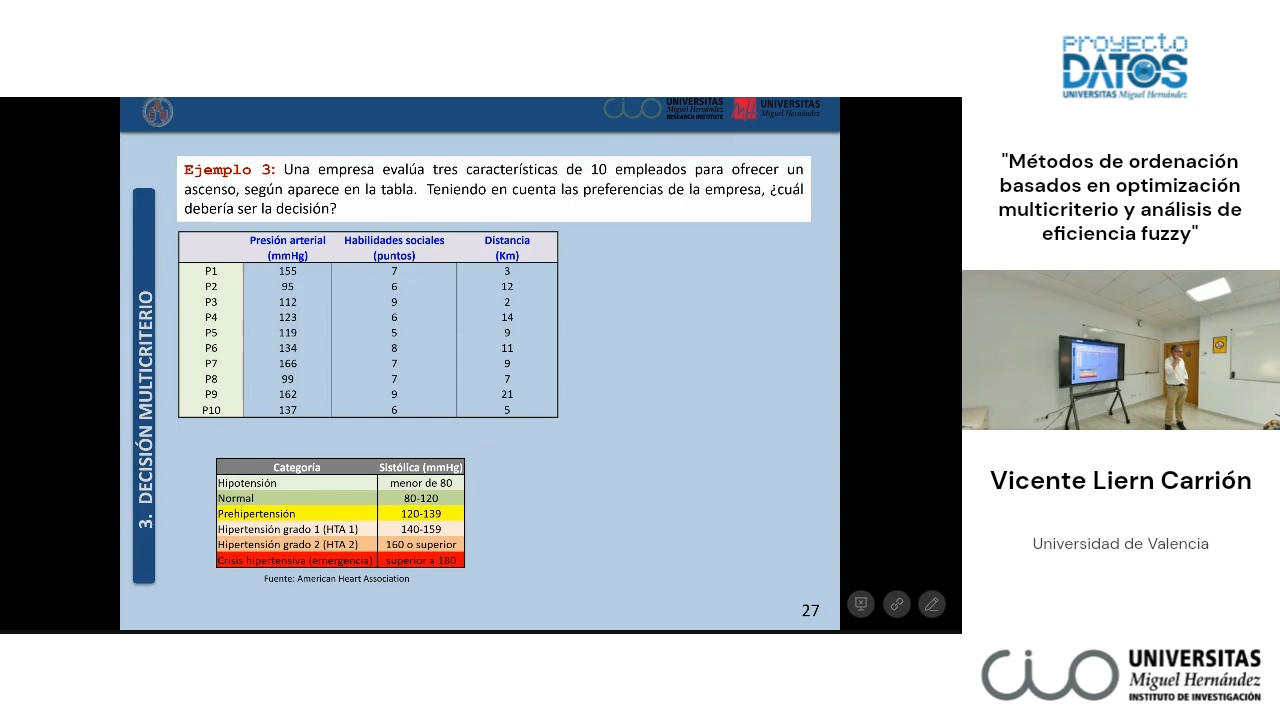 PROYECTO
DATOS
UNIVERSITAS Miguel Hernández
"Métodos de ordenación
basados en optimización
multicriterio y análisis de
eficiencia fuzzy"
Vicente Liern Carrión
Universidad de Valencia
CIO UNIVERSITAS
Miguel Hernández
INSTITUTO DE INVESTIGACIÓN
CIO UNIVERSITAS
Miguel Hernández
RESEARCH INSTITUTE
UNIVERSITAS
Miguel Hernández
3. DECISIÓN MULTICRITERIO
Ejemplo 3: Una empresa evalúa tres características de 10 empleados para ofrecer un
ascenso, según aparece en la tabla. Teniendo en cuenta las preferencias de la empresa, ¿cuál
debería ser la decisión?
Presión arterial Habilidades sociales Distancia
(mmHg) (puntos) (Km)
P1 155 7 3
P2 95 6 12
P3 112 9 2
P4 123 6 14
P5 119 5 9
P6 134 8 11
P7 166 7 9
P8 99 7 7
P9 162 9 21
P10 137 6 5
Categoría Sistólica (mmHg)
Hipotensión menor de 80
Normal 80-120
Prehipertensión 120-139
Hipertensión grado 1 (HTA 1) 140-159
Hipertensión grado 2 (HTA 2) 160 o superior
Crisis hipertensiva (emergencia) superior a 180
Fuente: American Heart Association
27